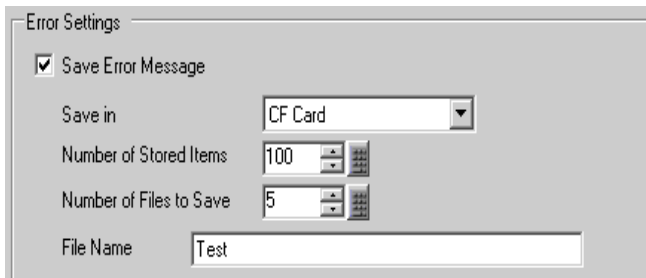 Error Settings
Save Error Message
Save in CF Card
Number of Stored Items 100
Number of Files to Save 5
File Name Test